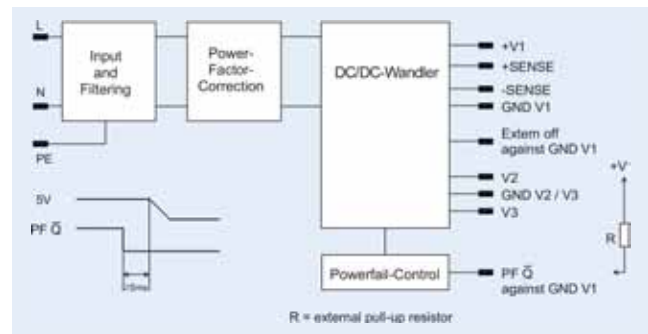 L
N
PE
Input
and
Filtering
Power-
Factor-
Correction
DC/DC-Wandler
+V1
+SENSE
-SENSE
GND V1
Extern off
against GND V1
V2
GND V2 / V3
V3
+V
R
5V
PF Q̅
Powerfail-Control
PF Q̅
against GND V1
R = external pull-up resistor